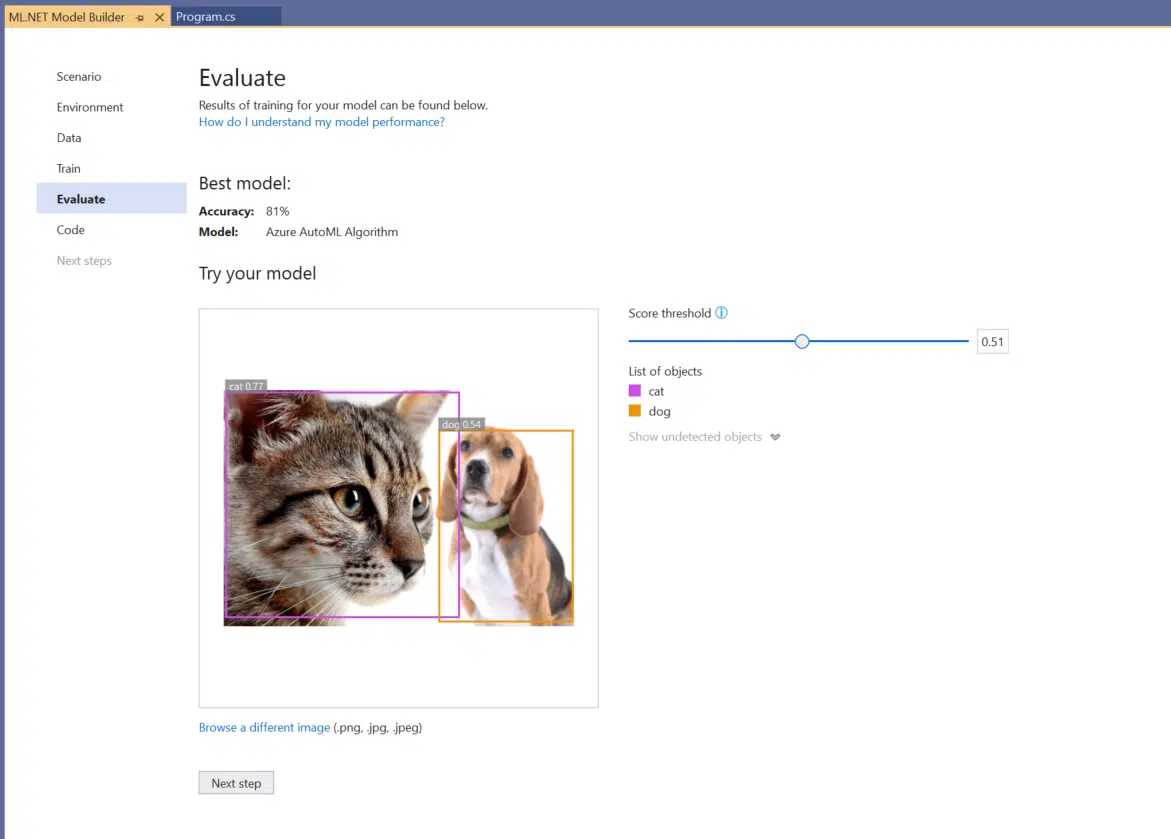 ML.NET Model Builder
Program.cs
Scenario
Environment
Data
Train
Evaluate
Code
Next steps
Evaluate
Results of training for your model can be found below.
How do I understand my model performance?
Best model:
Accuracy: 81%
Model: Azure AutoML Algorithm
Try your model
cat 0.77
dog 0.54
Browse a different image (.png, .jpg, .jpeg)
Next step
Score threshold
0.51
List of objects
cat
dog
Show undetected objects